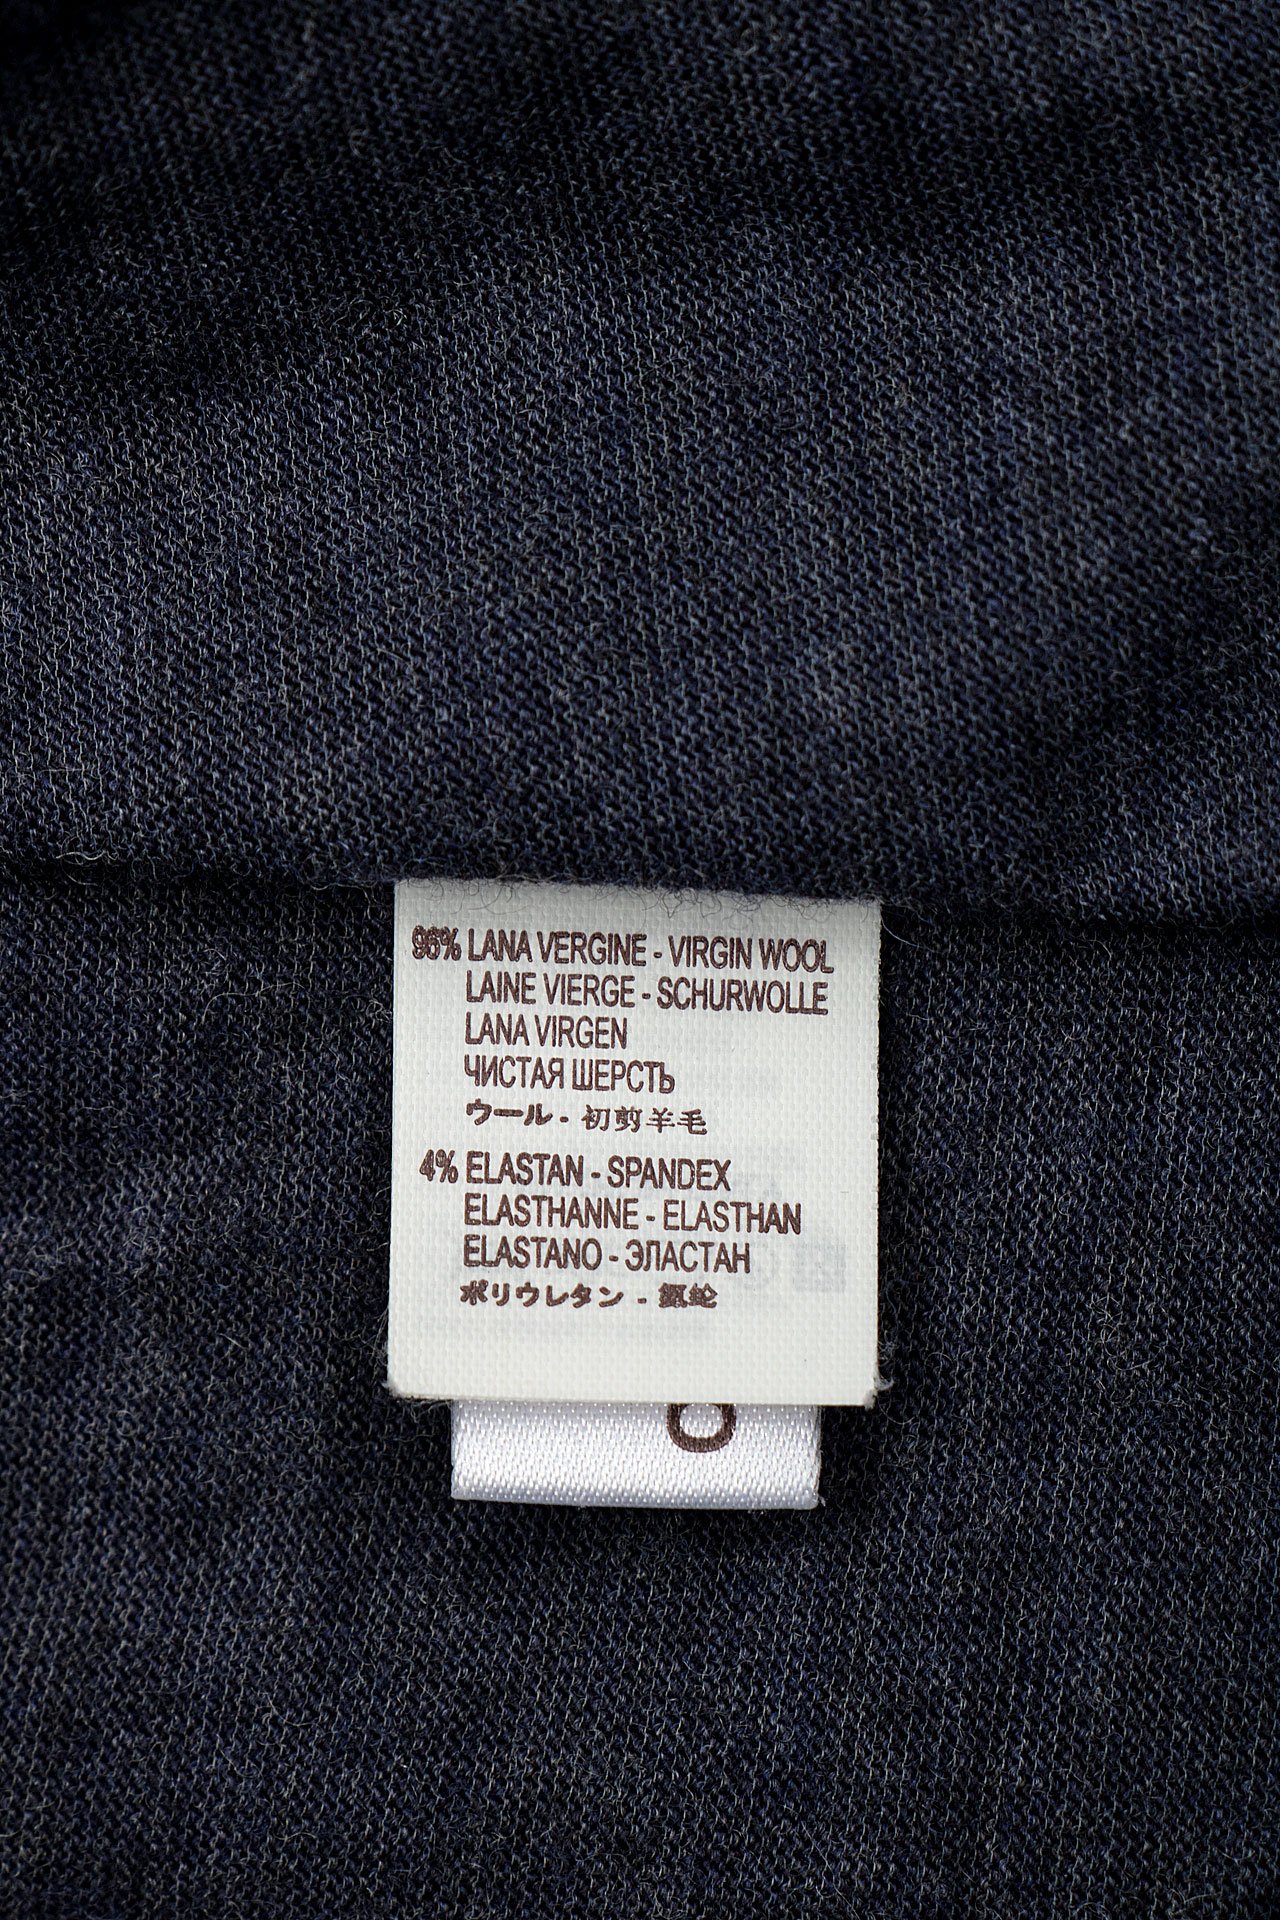 96% LANA VERGINE - VIRGIN WOOL
LAINE VIERGE - SCHURWOLLE
LANA VIRGEN
ЧИСТАЯ ШЕРСТЬ
ウール - 初剪羊毛
4% ELASTAN - SPANDEX
ELASTHANNE - ELASTHAN
ELASTANO - ЭЛАСТАН
ポリウレタン - 氨纶